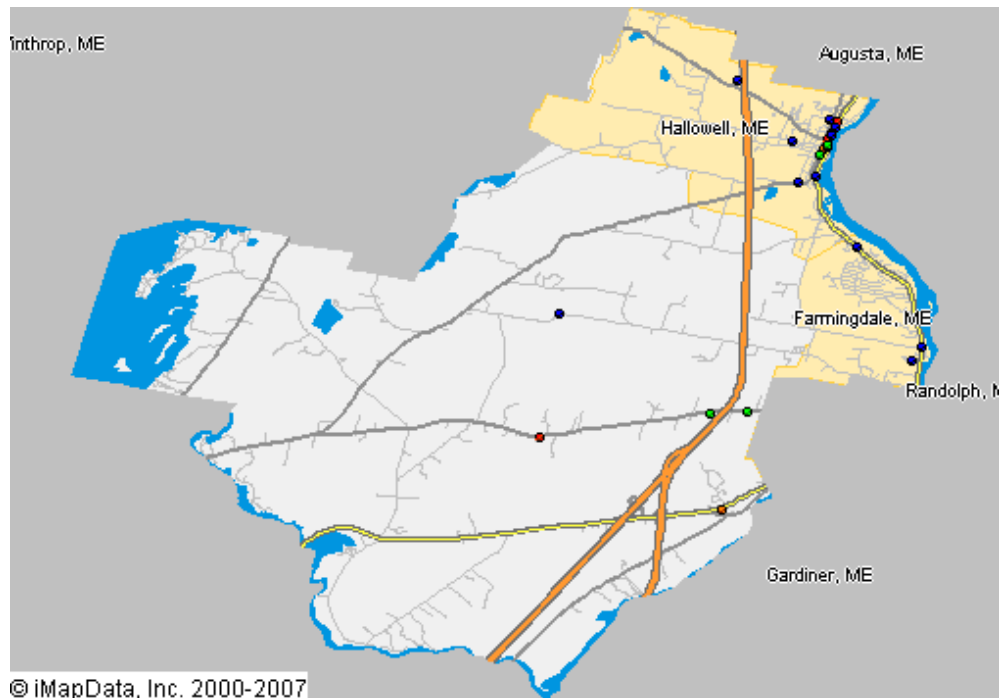 inthrop, ME
Augusta, ME
Hallowell, ME
Farmingdale, ME
Randolph, M
Gardiner, ME
© iMapData, Inc. 2000-2007